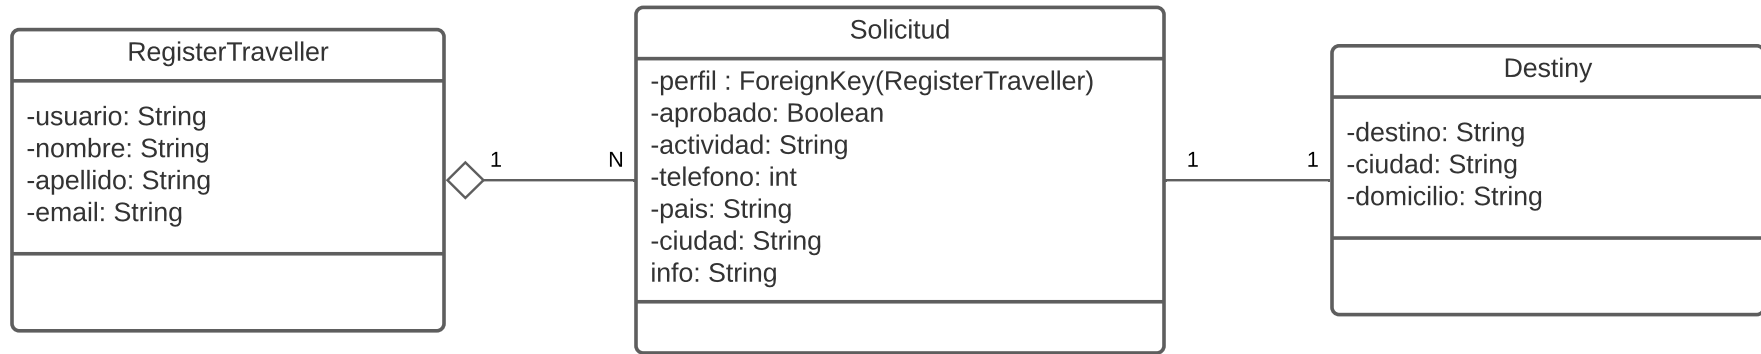 RegisterTraveller
-usuario: String
-nombre: String
-apellido: String
-email: String
1
N
Solicitud
-perfil : ForeignKey(RegisterTraveller)
-aprobado: Boolean
-actividad: String
-telefono: int
-pais: String
-ciudad: String
info: String
1
1
Destiny
-destino: String
-ciudad: String
-domicilio: String